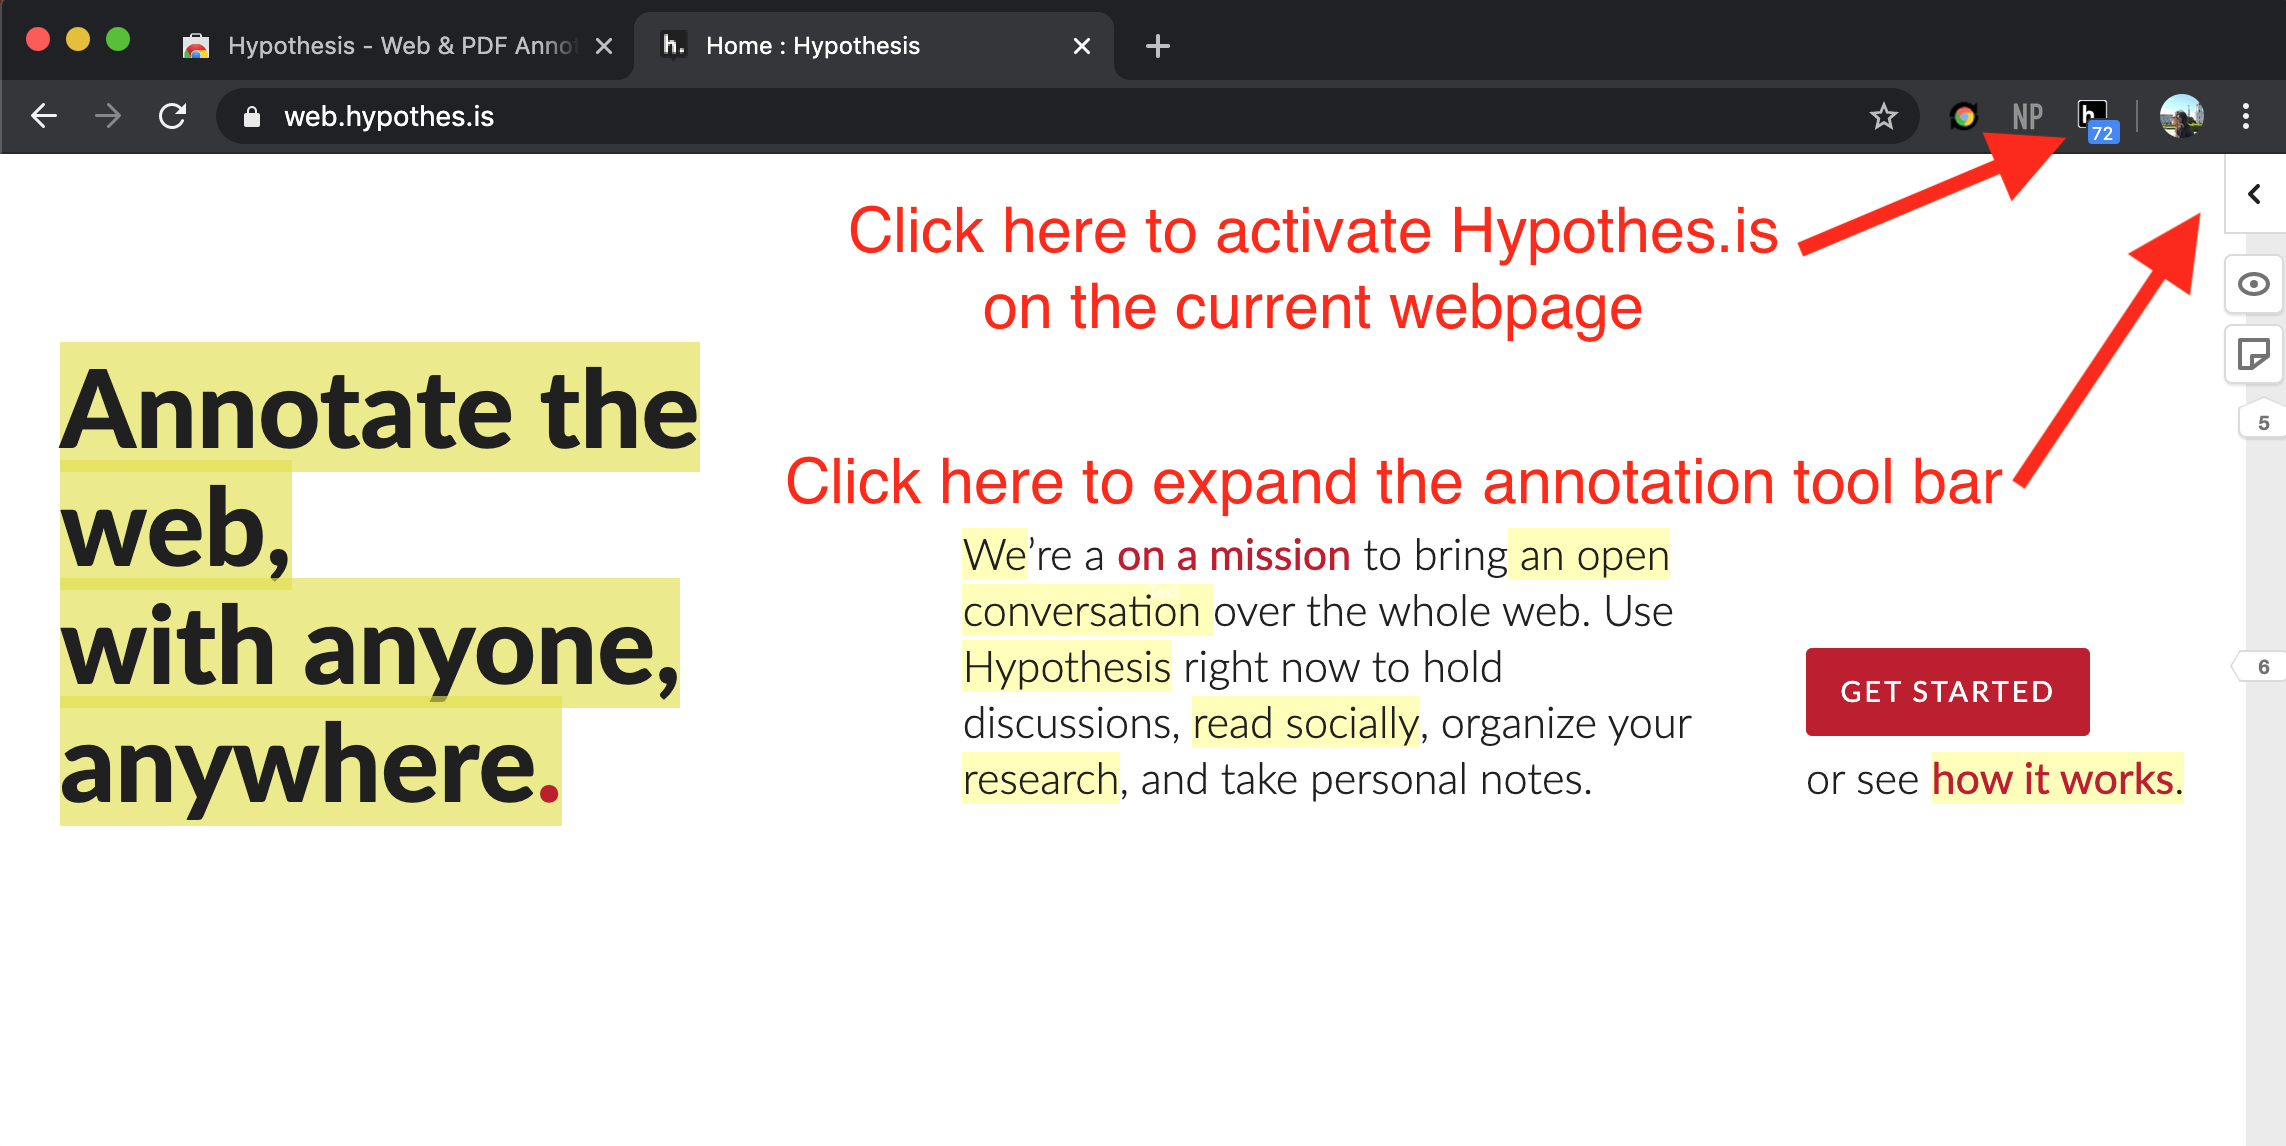 Hypothesis - Web & PDF Annot
h. Home : Hypothesis
web.hypothes.is
NP
h.
72
Click here to activate Hypothes.is
on the current webpage
5
Annotate the
web,
with anyone,
anywhere.
Click here to expand the annotation tool bar
We're a on a mission to bring an open
conversation over the whole web. Use
Hypothesis right now to hold
discussions, read socially, organize your
research, and take personal notes.
6
GET STARTED
or see how it works.